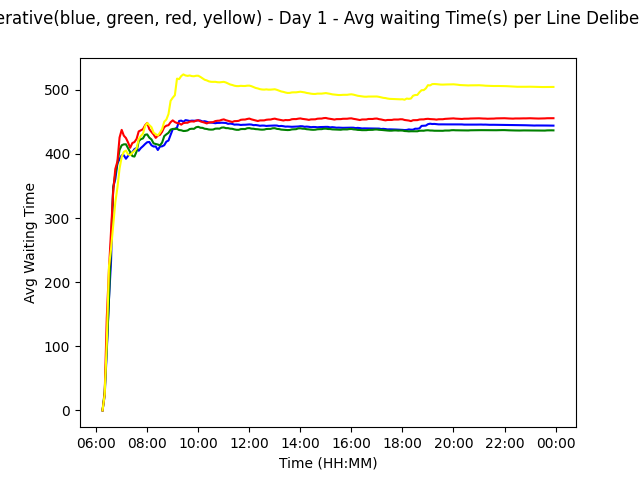 (blue, green, red, yellow) - Day 1 - Avg waiting Time(s) per Line
500
400
300
200
100
0
Avg Waiting Time
06:00 08:00 10:00 12:00 14:00 16:00 18:00 20:00 22:00 00:00
Time (HH:MM)